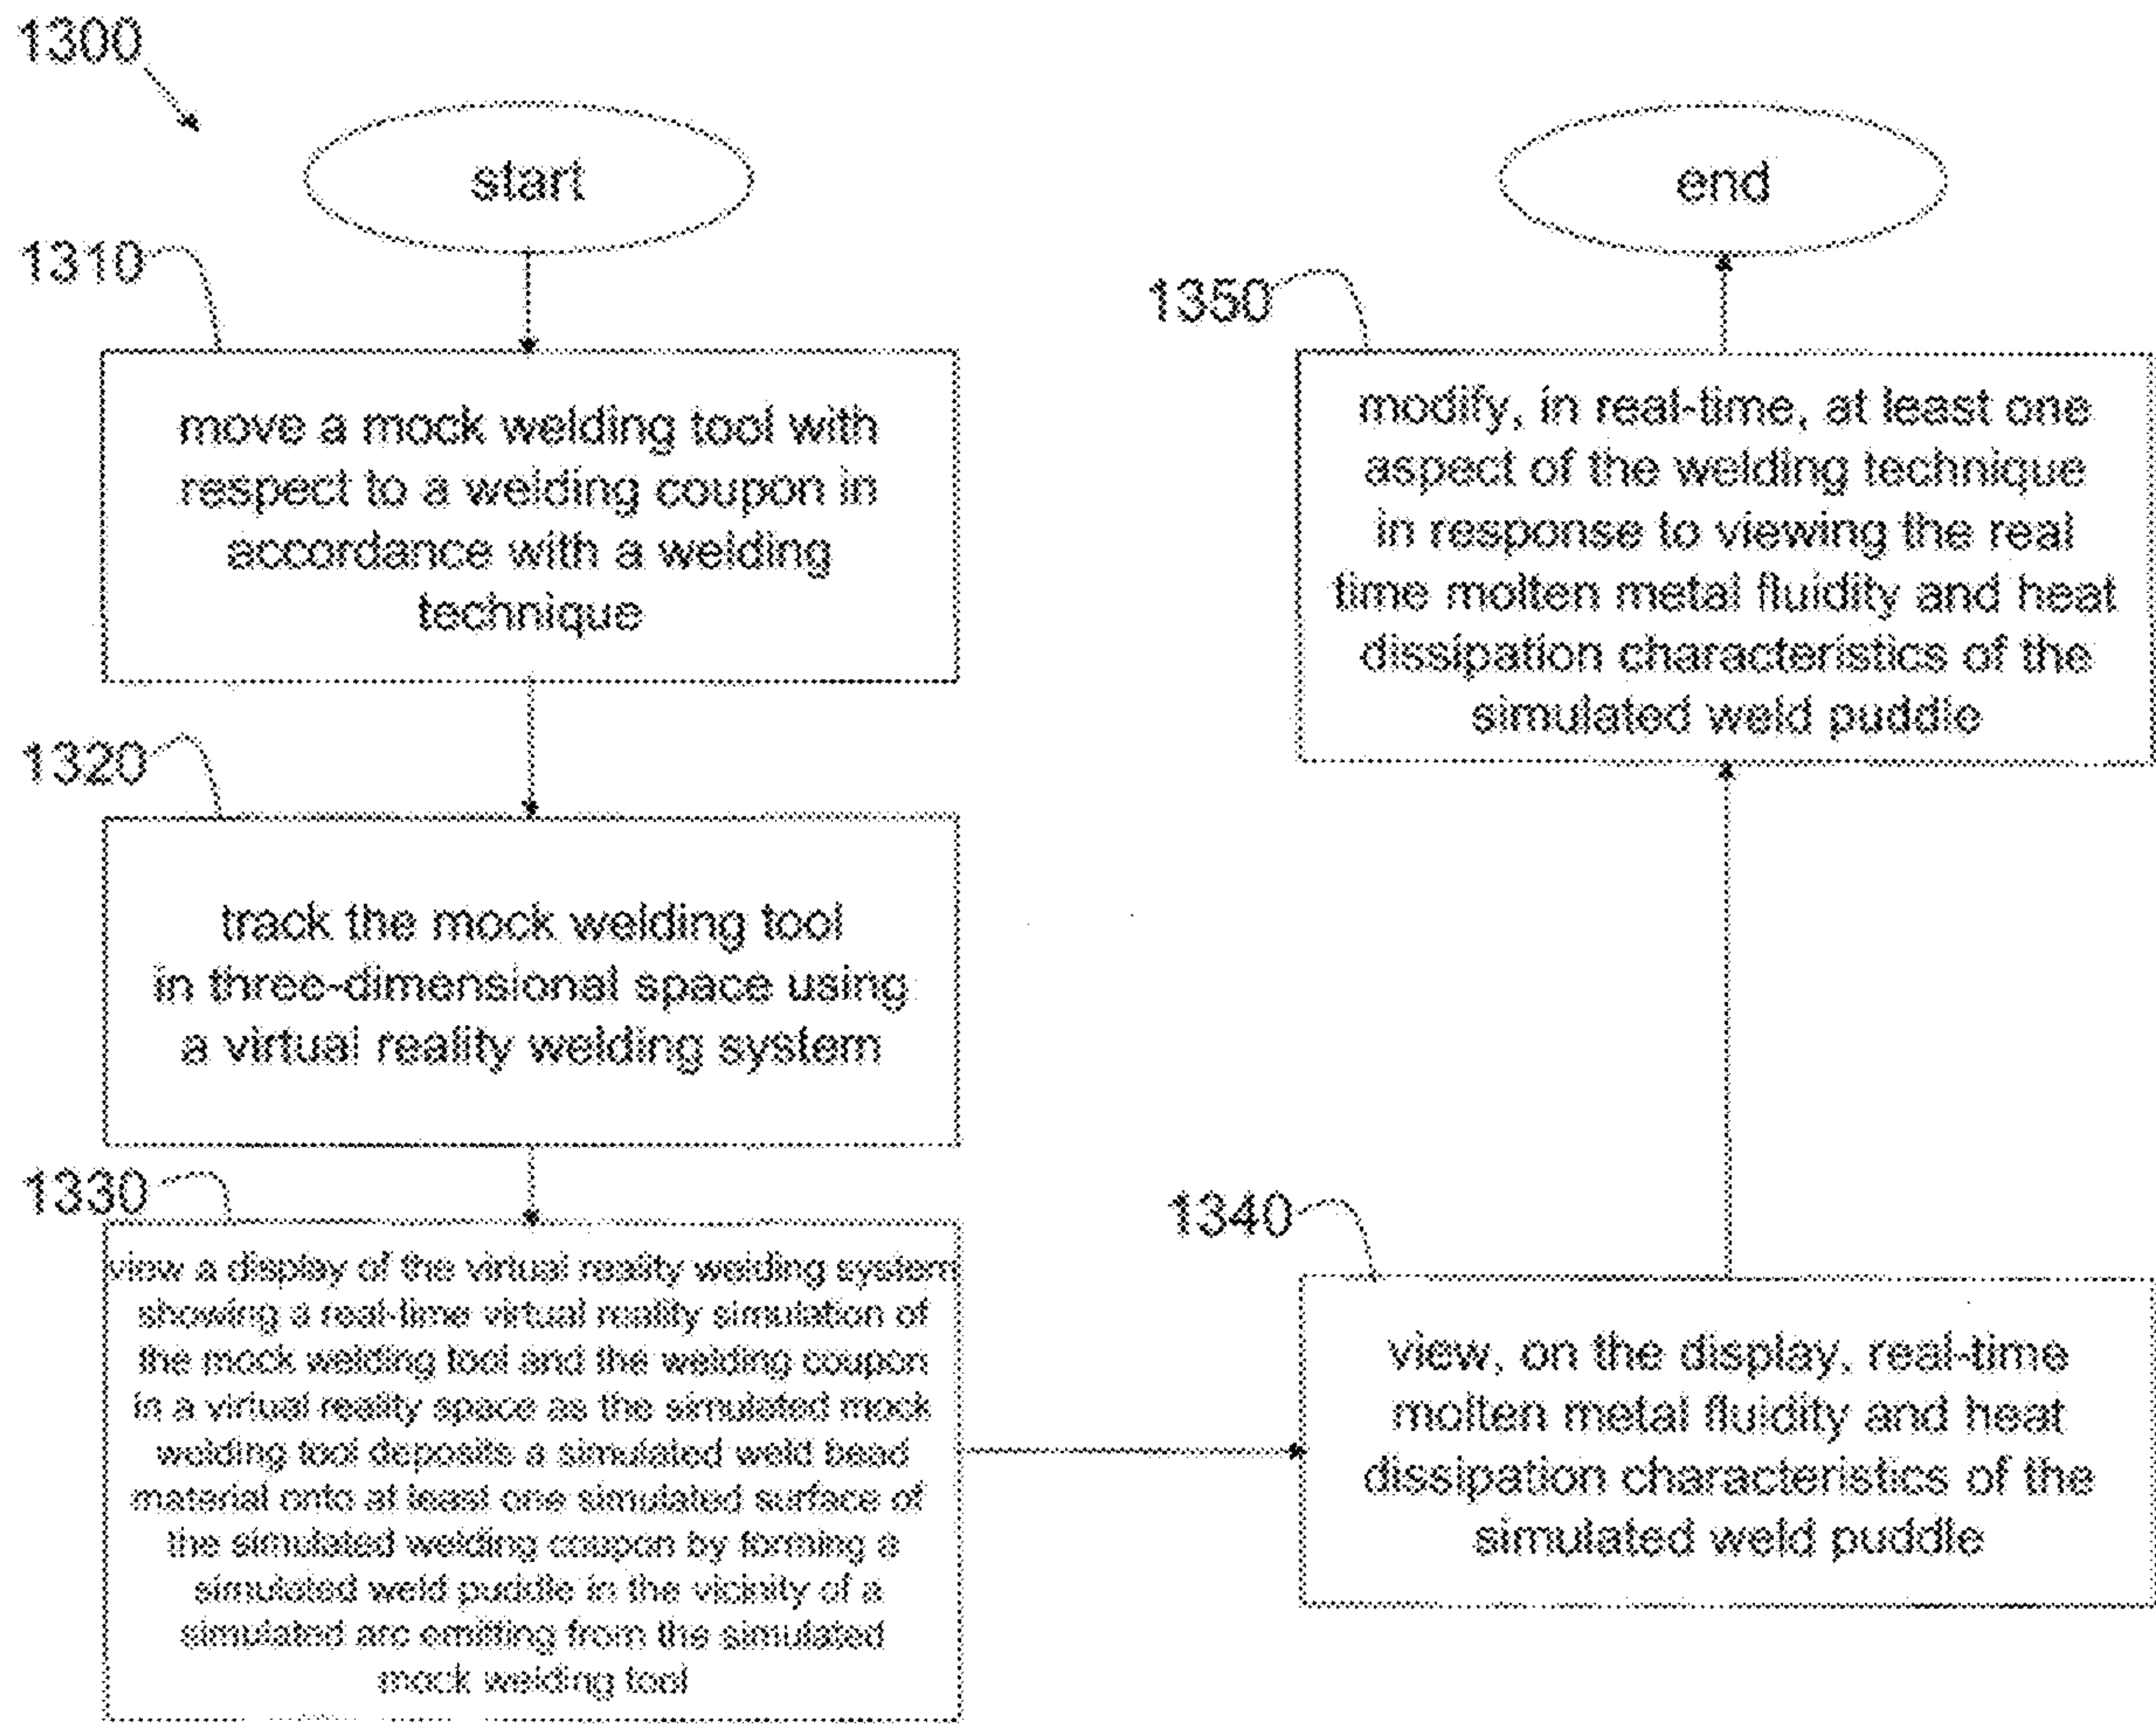 1300
start
1310
move a mock welding tool with
respect to a welding coupon in
accordance with a welding
technique
1320
track the mock welding tool
in three-dimensional space using
a virtual reality welding system
1330
view a display of the virtual reality welding system
showing a real-time virtual reality simulation of
the mock welding tool and the welding coupon
in a virtual reality space as the simulated mock
welding tool deposits a simulated weld bead
material onto at least one simulated surface of
the simulated welding coupon by forming a
simulated weld puddle in the vicinity of a
simulated arc emitting from the simulated
mock welding tool
1340
view, on the display, real-time
molten metal fluidity and heat
dissipation characteristics of the
simulated weld puddle
1350
modify, in real-time, at least one
aspect of the welding technique
in response to viewing the real
time molten metal fluidity and heat
dissipation characteristics of the
simulated weld puddle
end